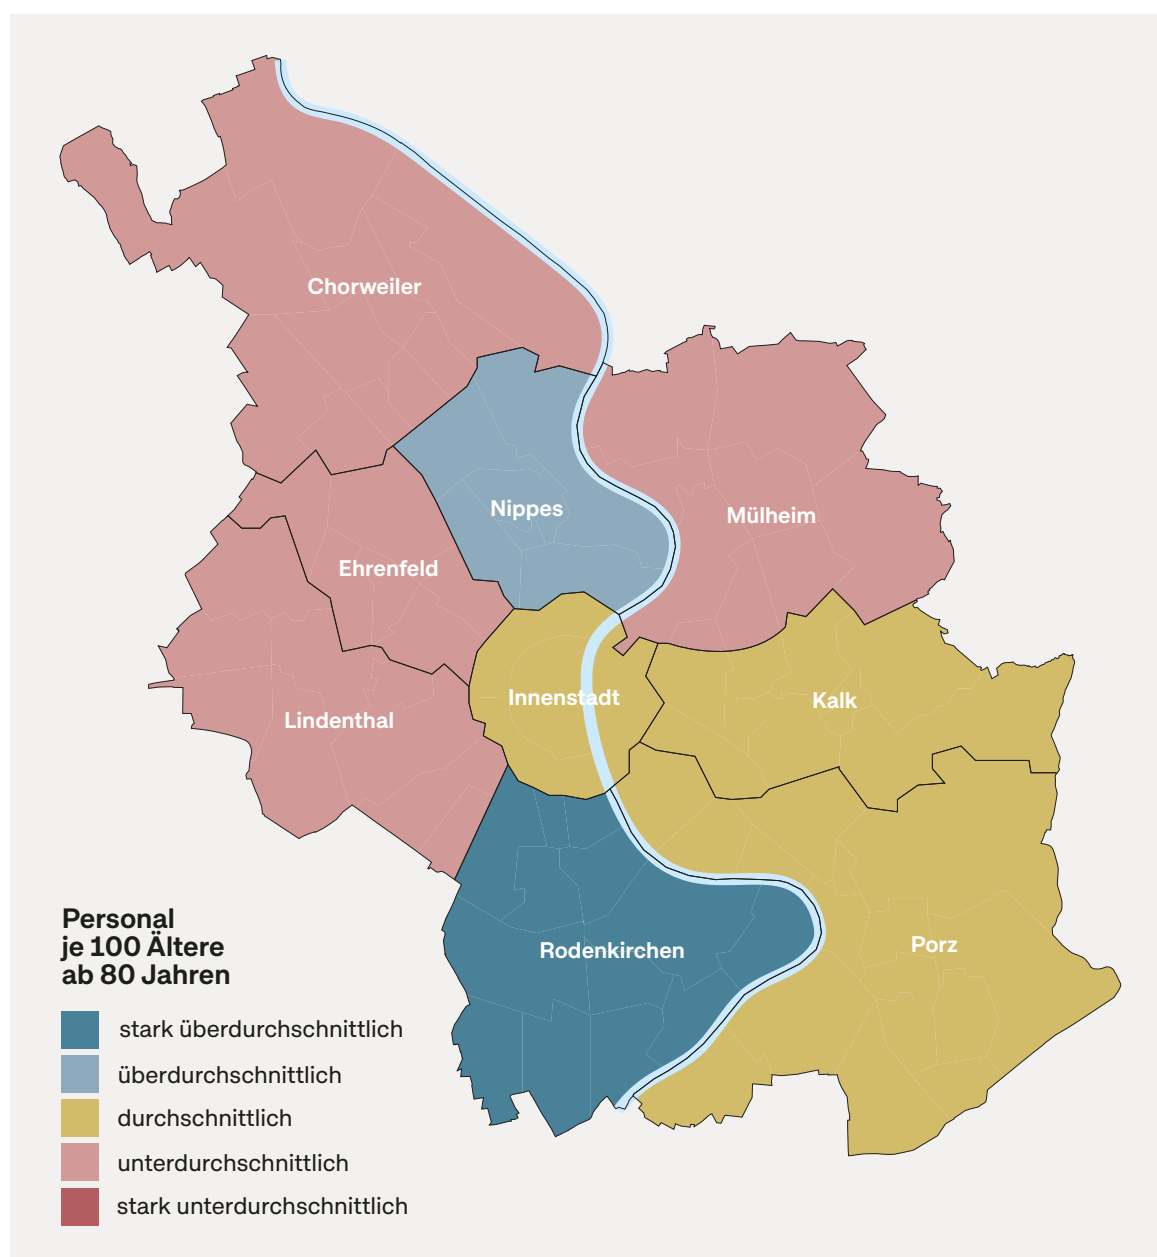 Chorweiler
Nippes
Mülheim
Ehrenfeld
Innenstadt
Kalk
Lindenthal
Rodenkirchen
Porz
Personal
je 100 Ältere
ab 80 Jahren
stark überdurchschnittlich
überdurchschnittlich
durchschnittlich
unterdurchschnittlich
stark unterdurchschnittlich